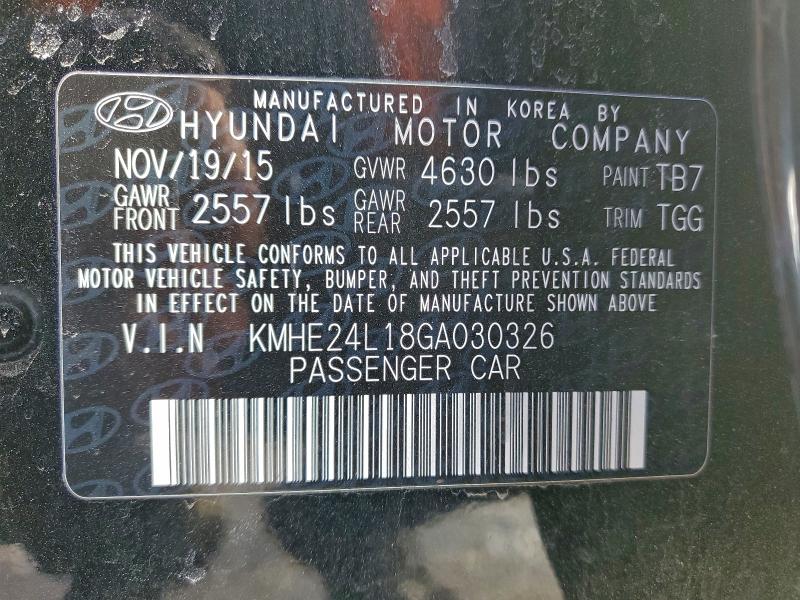 MANUFACTURED IN KOREA BY
HYUNDAI MOTOR COMPANY
NOV/19/15 GVWR 4630 lbs PAINT TB7
GAWR FRONT 2557 lbs GAWR REAR 2557 lbs TRIM TGG
THIS VEHICLE CONFORMS TO ALL APPLICABLE U.S.A. FEDERAL
MOTOR VEHICLE SAFETY, BUMPER, AND THEFT PREVENTION STANDARDS
IN EFFECT ON THE DATE OF MANUFACTURE SHOWN ABOVE
V.I.N KMHE24L18GA030326
PASSENGER CAR